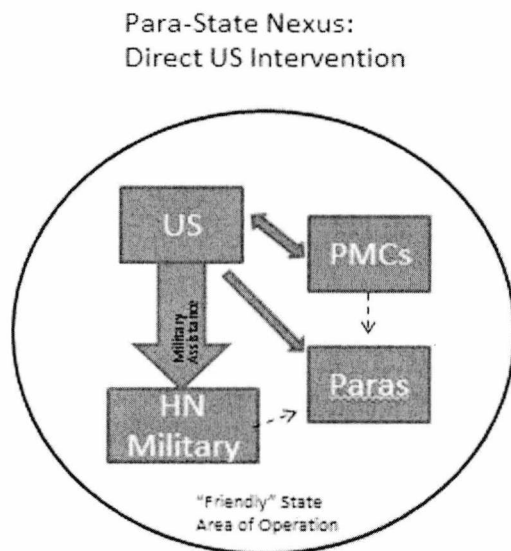 Para-State Nexus:
Direct US Intervention
US
PMCs
Military
Assistance
Paras
HN
Military
"Friendly" State
Area of Operation